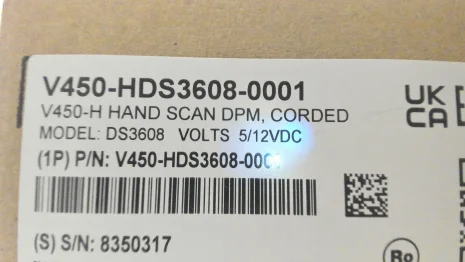 V450-HDS3608-0001
V450-H HAND SCAN DPM, CORDED
MODEL: DS3608 VOLTS 5/12VDC
UK
CA
(1P) P/N: V450-HDS3608-000
(S) S/N: 8350317
Ro